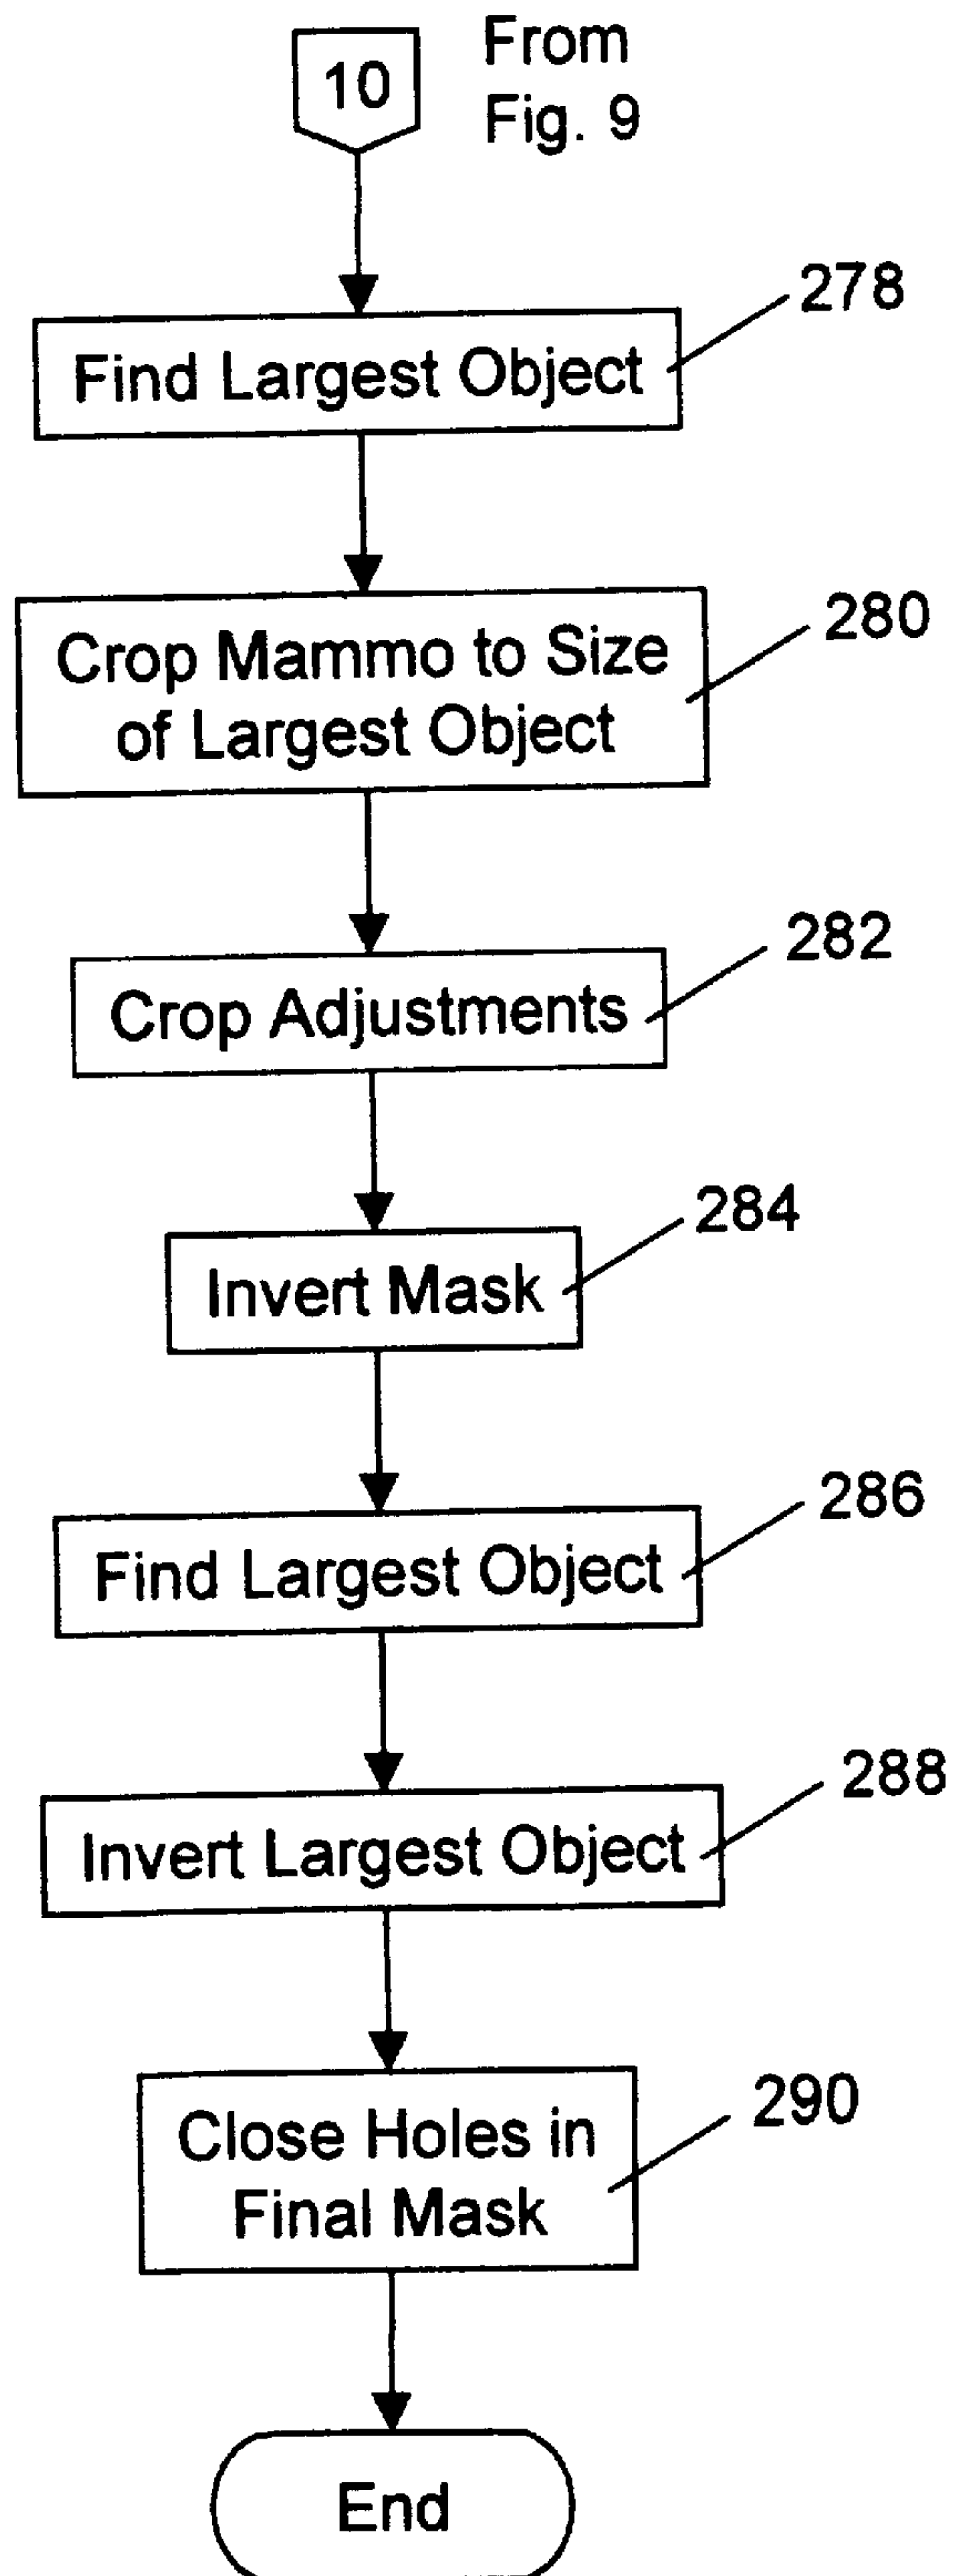 10
From
Fig. 9
278
Find Largest Object
280
Crop Mammo to Size
of Largest Object
282
Crop Adjustments
284
Invert Mask
286
Find Largest Object
288
Invert Largest Object
290
Close Holes in
Final Mask
End